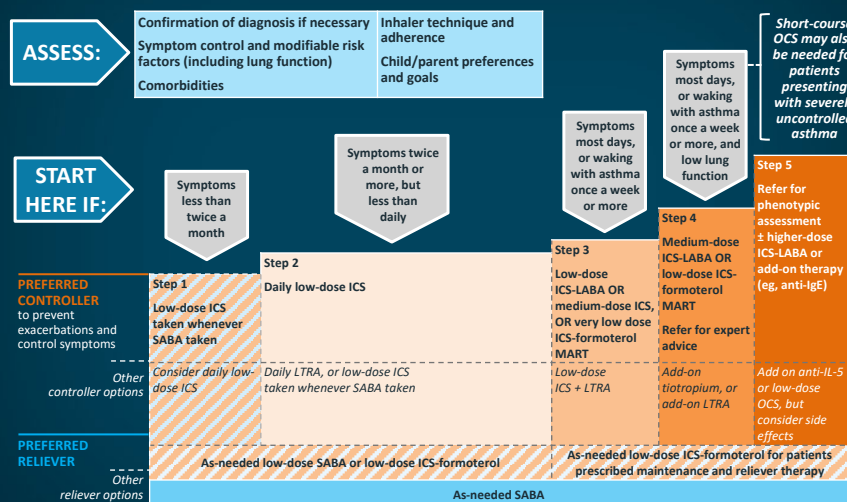 ASSESS:
Confirmation of diagnosis if necessary
Symptom control and modifiable risk
factors (including lung function)
Comorbidities
Inhaler technique and
adherence
Child/parent preferences
and goals
Short-course
OCS may also
be needed for
patients
presenting
with severely
uncontrolled
asthma
START
HERE IF:
Symptoms
less than
twice a
month
Symptoms twice
a month or
more, but
less than
daily
Symptoms
most days,
or waking
with asthma
once a week
or more
Symptoms
most days,
or waking
with asthma
once a week
or more, and
low lung
function
PREFERRED
CONTROLLER
to prevent
exacerbations and
control symptoms
Step 1
Low-dose ICS
taken whenever
SABA taken
Step 2
Daily low-dose ICS
Step 3
Low-dose
ICS-LABA OR
medium-dose ICS,
OR very low dose
ICS-formoterol
MART
Step 4
Medium-dose
ICS-LABA OR
low-dose ICS-
formoterol
MART
Refer for expert
advice
Step 5
Refer for
phenotypic
assessment
± higher-dose
ICS-LABA or
add-on therapy
(eg, anti-IgE)
Other
controller options
Consider daily low-
dose ICS
Daily LTRA, or low-dose ICS
taken whenever SABA taken
Low-dose
ICS + LTRA
Add-on
tiotropium, or
add-on LTRA
Add on anti-IL-5
or low-dose
OCS, but
consider side
effects
PREFERRED
RELIEVER
As-needed low-dose SABA or low-dose ICS-formoterol
As-needed low-dose ICS-formoterol for patients
prescribed maintenance and reliever therapy
Other
reliever options
As-needed SABA